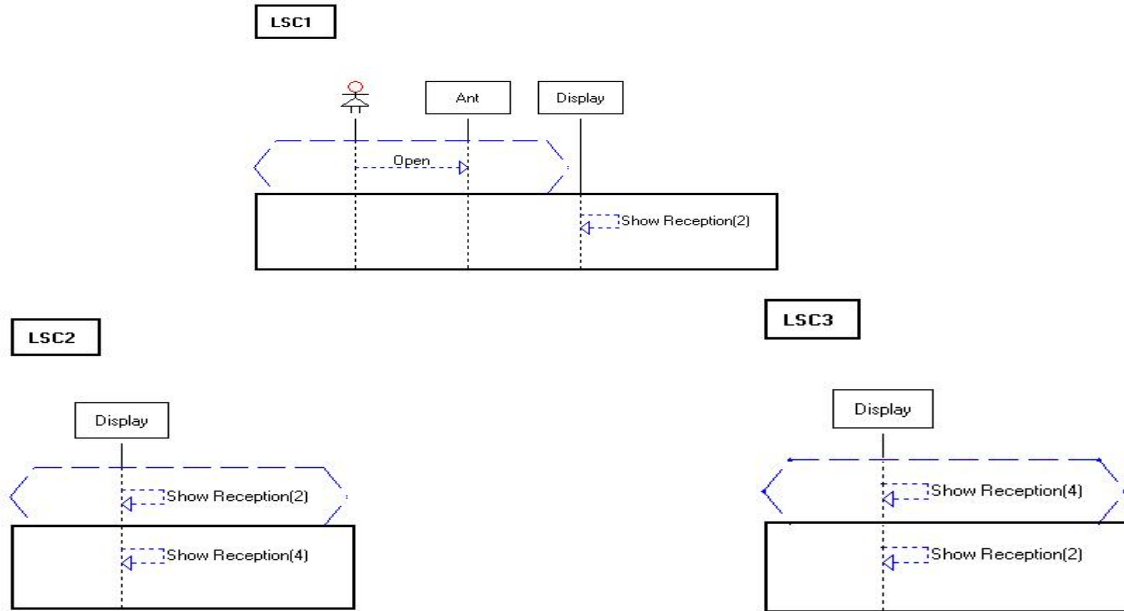 LSC1
Ant
Display
Open
Show Reception(2)
LSC2
Display
Show Reception(2)
Show Reception(4)
LSC3
Display
Show Reception(4)
Show Reception(2)